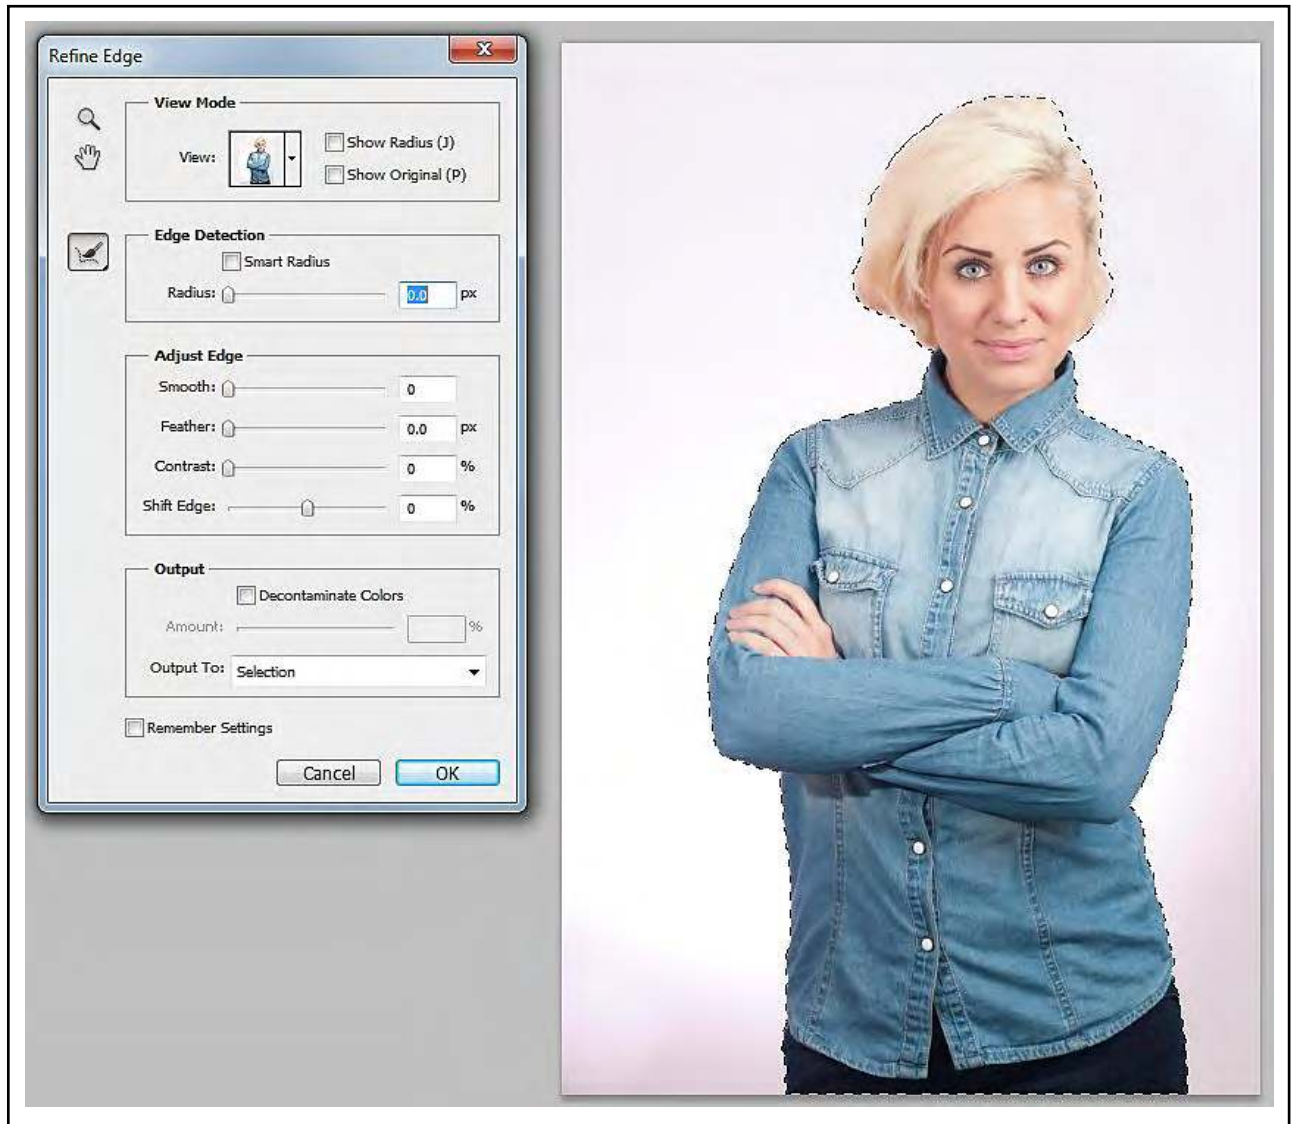 Refine Edge
View Mode
View:
Show Radius (J)
Show Original (P)
Edge Detection
Smart Radius
Radius: 0.0 px
Adjust Edge
Smooth: 0
Feather: 0.0 px
Contrast: 0 %
Shift Edge: 0 %
Output
Decontaminate Colors
Amount: %
Output To: Selection
Remember Settings
Cancel OK